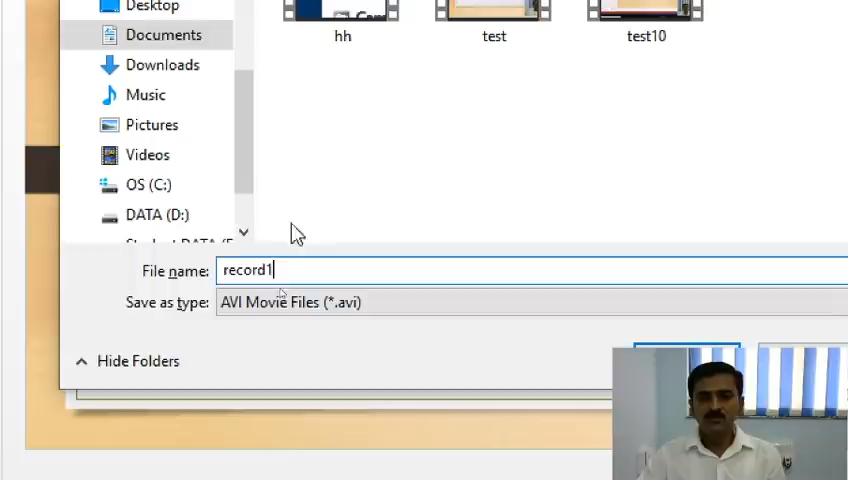 Desktop
Documents
Downloads
Music
Pictures
Videos
OS (C:)
DATA (D:)
hh
test
test10
File name: record1
Save as type: AVI Movie Files (*.avi)
Hide Folders